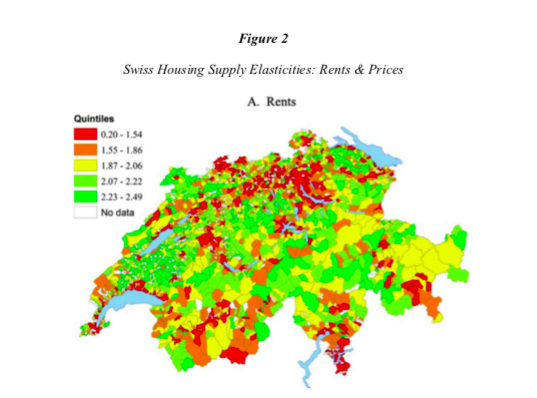 Figure 2
Swiss Housing Supply Elasticities: Rents & Prices
A. Rents
Quintiles
0.20 - 1.54
1.55 - 1.86
1.87 - 2.06
2.07 - 2.22
2.23 - 2.49
No data